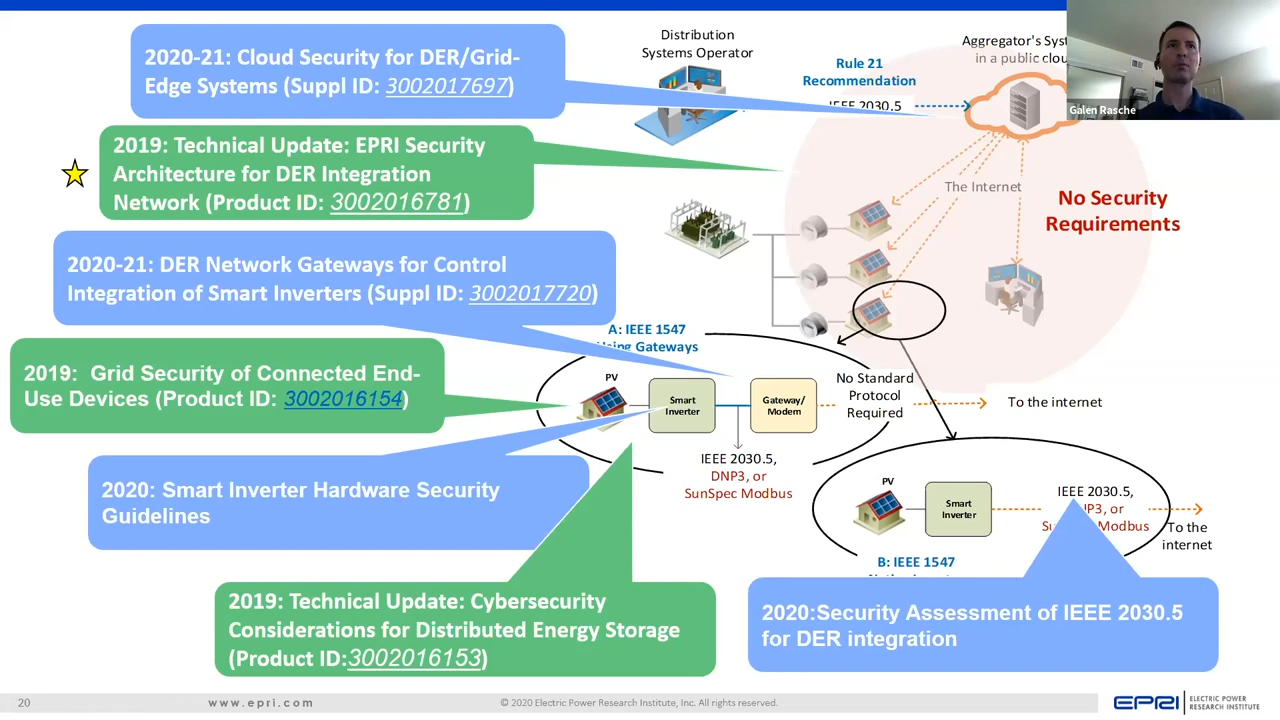 2020-21: Cloud Security for DER/Grid-
Edge Systems (Suppl ID: 3002017697)
2019: Technical Update: EPRI Security
Architecture for DER Integration
Network (Product ID: 3002016781)
2020-21: DER Network Gateways for Control
Integration of Smart Inverters (Suppl ID: 3002017720)
2019: Grid Security of Connected End-
Use Devices (Product ID: 3002016154)
2020: Smart Inverter Hardware Security
Guidelines
2019: Technical Update: Cybersecurity
Considerations for Distributed Energy Storage
(Product ID:3002016153)
2020:Security Assessment of IEEE 2030.5
for DER integration
Distribution
Systems Operator
Rule 21
Recommendation
IEEE 2030.5
Aggregator's
in a public
Galen Rasche
The Internet
No Security
Requirements
A: IEEE 1547
Gateways
PV
Smart
Inverter
Gateway/
Modem
No Standard
Protocol
Required
To the internet
IEEE 2030.5,
DNP3, or
SunSpec Modbus
PV
Smart
Inverter
IEEE 2030.5,
or
Modbus
To the
internet
B: IEEE 1547
20
www.epri.com
© 2020 Electric Power Research Institute, Inc. All rights reserved.
EPRI
ELECTRIC POWER
RESEARCH INSTITUTE